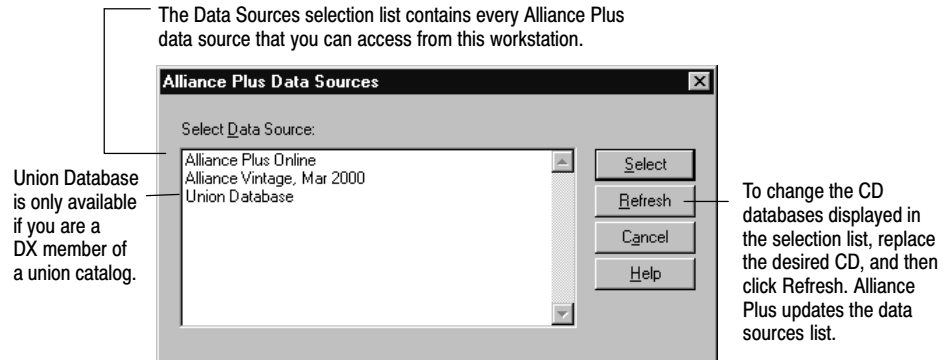 The Data Sources selection list contains every Alliance Plus
data source that you can access from this workstation.
Alliance Plus Data Sources
Select Data Source:
Alliance Plus Online
Alliance Vintage, Mar 2000
Union Database
Select
Refresh
Cancel
Help
Union Database
is only available
if you are a
DX member of
a union catalog.
To change the CD
databases displayed in
the selection list, replace
the desired CD, and then
click Refresh. Alliance
Plus updates the data
sources list.